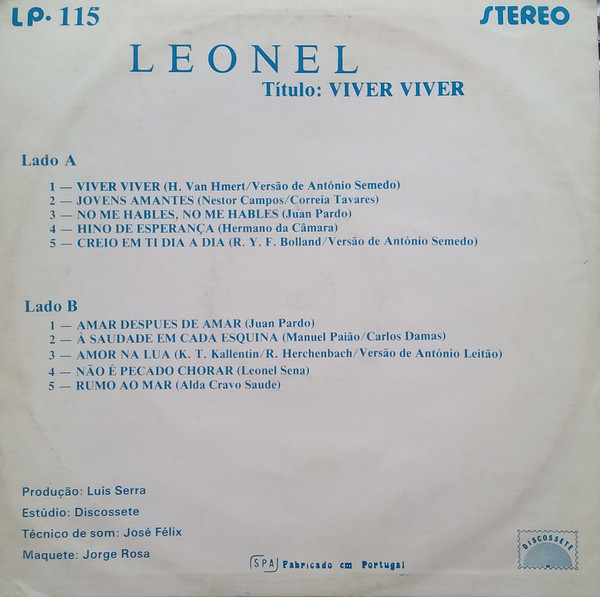 LP. 115
STEREO
LEONEL
Título: VIVER VIVER
Lado A
1 — VIVER VIVER (H. Van Hmert/Versão de António Semedo)
2 — JOVENS AMANTES (Nestor Campos/Correia Tavares)
3 — NO ME HABLES, NO ME HABLES (Juan Pardo)
4 — HINO DE ESPERANÇA (Hermano da Câmara)
5 — CREIO EM TI DIA A DIA (R. Y. F. Bolland/Versão de António Semedo)
Lado B
1 — AMAR DESPUES DE AMAR (Juan Pardo)
2 — À SAUDADE EM CADA ESQUINA (Manuel Paião/Carlos Damas)
3 — AMOR NA LUA (K. T. Kallentin/R. Herchenbach/Versão de António Leitão)
4 — NÃO É PECADO CHORAR (Leonel Sena)
5 — RUMO AO MAR (Alda Cravo Saude)
Produção: Luís Serra
Estúdio: Discossete
Técnico de som: José Félix
Maquete: Jorge Rosa
SPA Fabricado em Portugal
DISCOSSETE